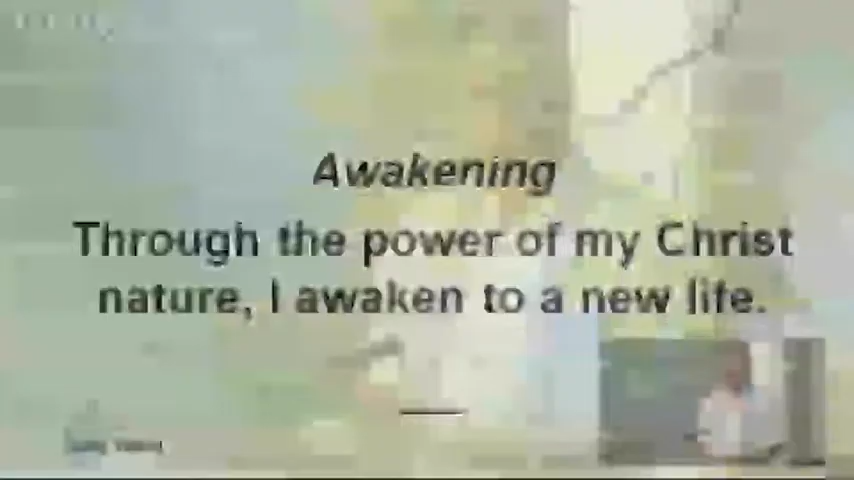 Awakening
Through the power of my Christ
nature, I awaken to a new life.